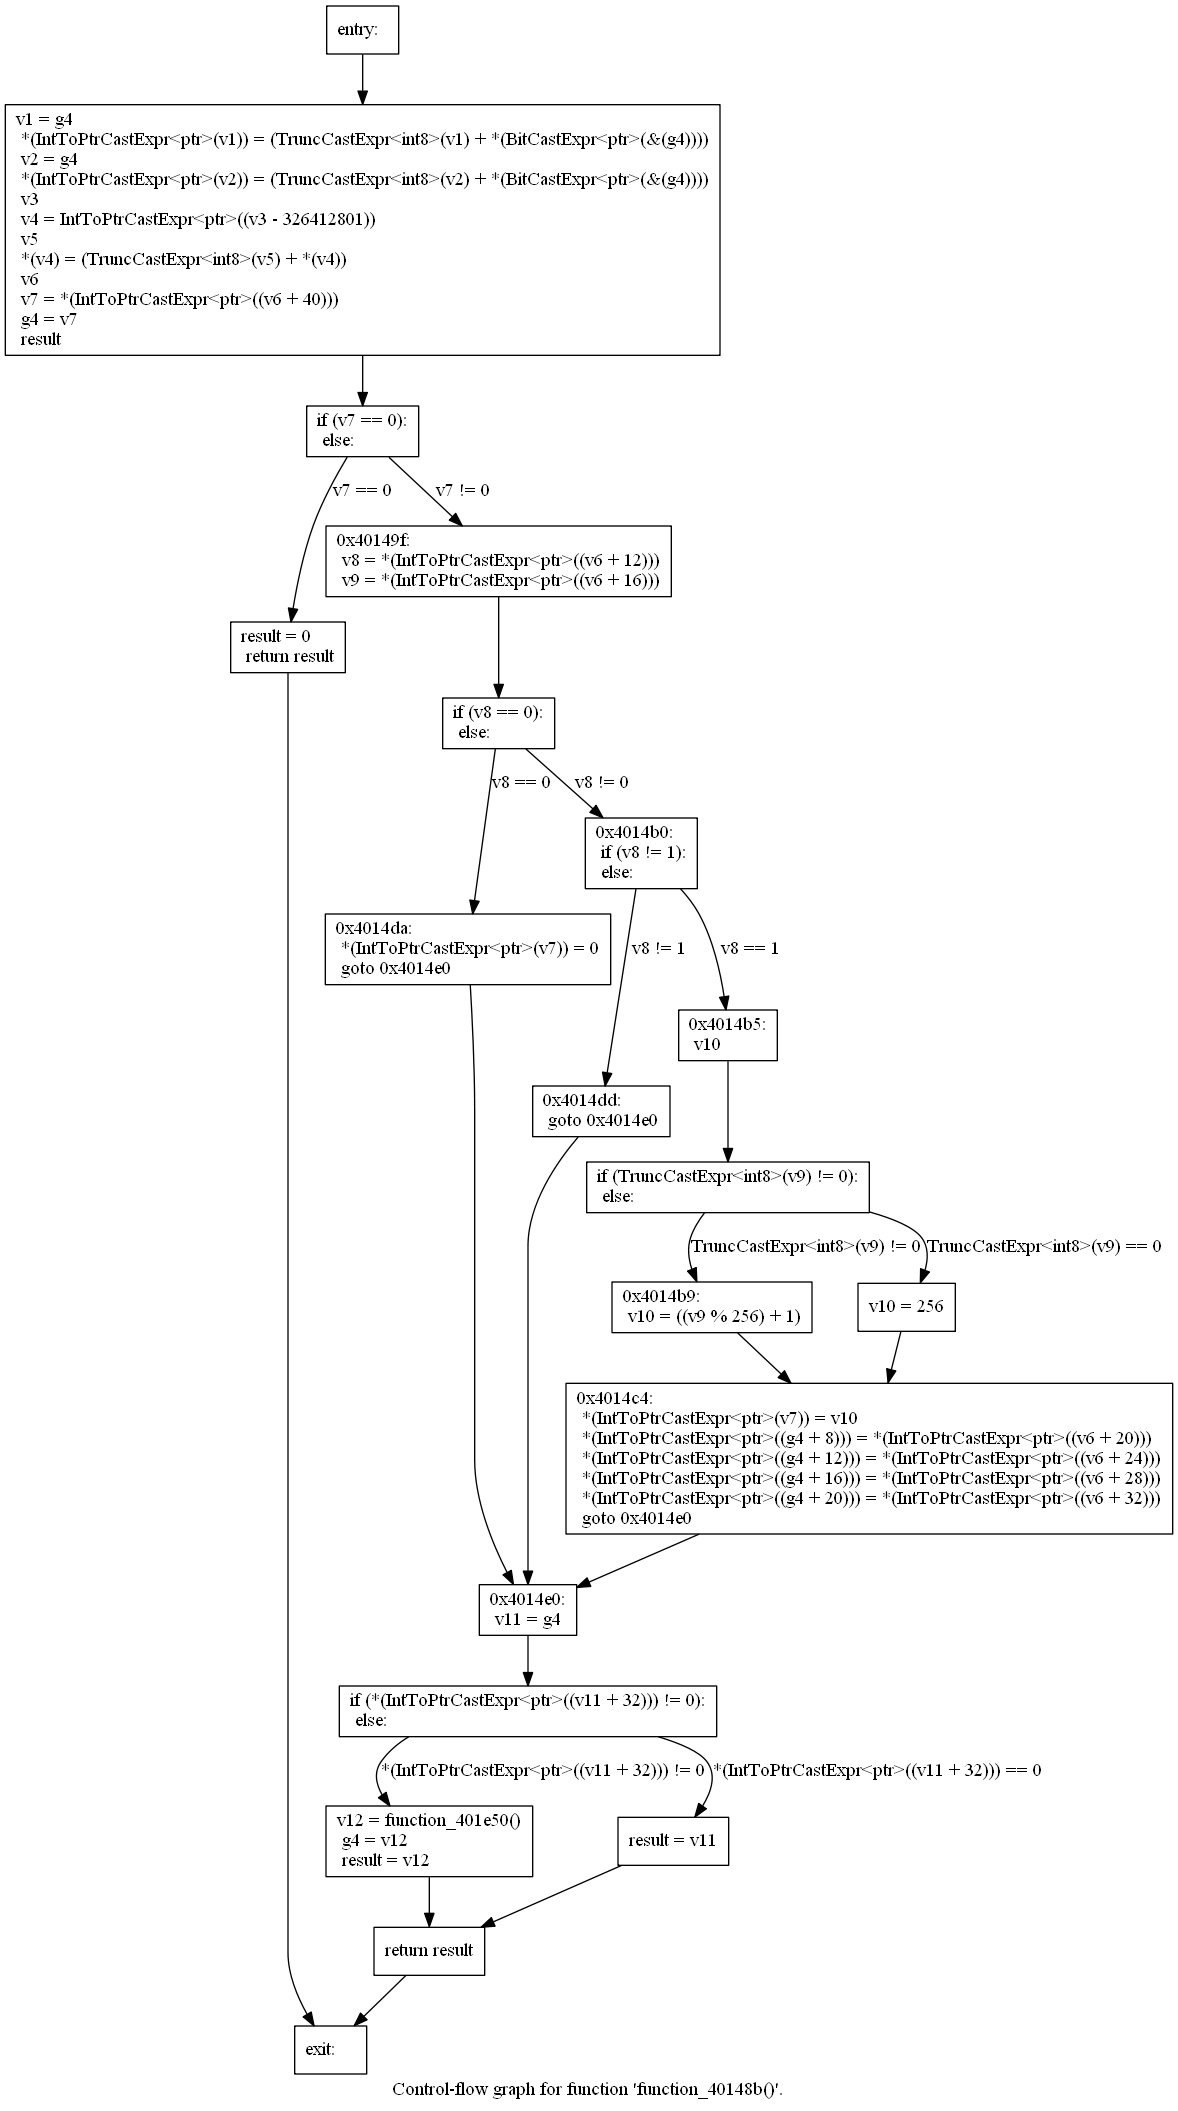 entry:
v1 = g4
*(IntToPtrCastExpr<ptr>(v1)) = (TruncCastExpr<int8>(v1) + *(BitCastExpr<ptr>(&(g4))))
v2 = g4
*(IntToPtrCastExpr<ptr>(v2)) = (TruncCastExpr<int8>(v2) + *(BitCastExpr<ptr>(&(g4))))
v3
v4 = IntToPtrCastExpr<ptr>((v3 - 326412801))
v5
*(v4) = (TruncCastExpr<int8>(v5) + *(v4))
v6
v7 = *(IntToPtrCastExpr<ptr>((v6 + 40)))
g4 = v7
result
if (v7 == 0):
else:
v7 == 0
v7 != 0
0x40149f:
v8 = *(IntToPtrCastExpr<ptr>((v6 + 12)))
v9 = *(IntToPtrCastExpr<ptr>((v6 + 16)))
result = 0
return result
if (v8 == 0):
else:
v8 == 0
v8 != 0
0x4014b0:
if (v8 != 1):
else:
0x4014da:
*(IntToPtrCastExpr<ptr>(v7)) = 0
goto 0x4014e0
v8 != 1
v8 == 1
0x4014b5:
v10
0x4014dd:
goto 0x4014e0
if (TruncCastExpr<int8>(v9) != 0):
else:
TruncCastExpr<int8>(v9) != 0
TruncCastExpr<int8>(v9) == 0
0x4014b9:
v10 = ((v9 % 256) + 1)
v10 = 256
0x4014c4:
*(IntToPtrCastExpr<ptr>(v7)) = v10
*(IntToPtrCastExpr<ptr>((g4 + 8))) = *(IntToPtrCastExpr<ptr>((v6 + 20)))
*(IntToPtrCastExpr<ptr>((g4 + 12))) = *(IntToPtrCastExpr<ptr>((v6 + 24)))
*(IntToPtrCastExpr<ptr>((g4 + 16))) = *(IntToPtrCastExpr<ptr>((v6 + 28)))
*(IntToPtrCastExpr<ptr>((g4 + 20))) = *(IntToPtrCastExpr<ptr>((v6 + 32)))
goto 0x4014e0
0x4014e0:
v11 = g4
if (*(IntToPtrCastExpr<ptr>((v11 + 32))) != 0):
else:
*(IntToPtrCastExpr<ptr>((v11 + 32))) != 0
*(IntToPtrCastExpr<ptr>((v11 + 32))) == 0
v12 = function_401e50()
g4 = v12
result = v12
result = v11
return result
exit:
Control-flow graph for function 'function_40148b()'.